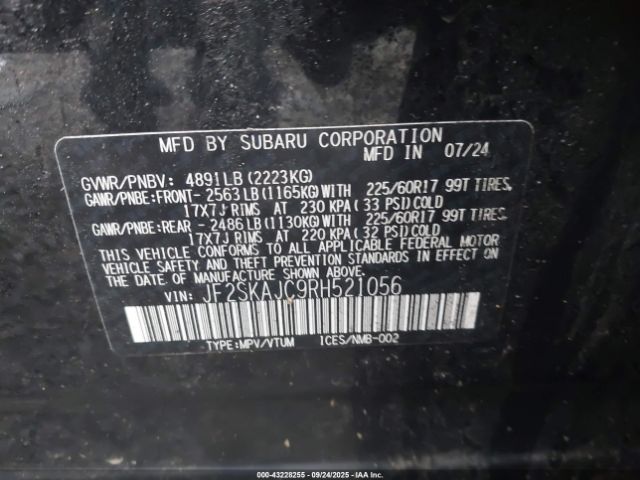 MFD BY SUBARU CORPORATION
MFD IN 07/24
GVWR/PNBV: 4891LB(2223KG)
GAWR/PNBE:FRONT-2563LB(1165KG)WITH 225/60R17 99T TIRES,
17X7J RIMS AT 230 KPA(33 PSI)COLD
GAWR/PNBE:REAR -2486LB(1130KG)WITH 225/60R17 99T TIRES,
17X7J RIMS AT 220 KPA(32 PSI)COLD
THIS VEHICLE CONFORMS TO ALL APPLICABLE FEDERAL MOTOR
VEHICLE SAFETY AND THEFT PREVENTION STANDARDS IN EFFECT ON
THE DATE OF MANUFACTURE SHOWN ABOVE.
VIN: JF2SKAJC9RH521056
TYPE:MPV/VTUM ICES/NMB-002
000-43228255 - 09/24/2025 - IAA Inc.